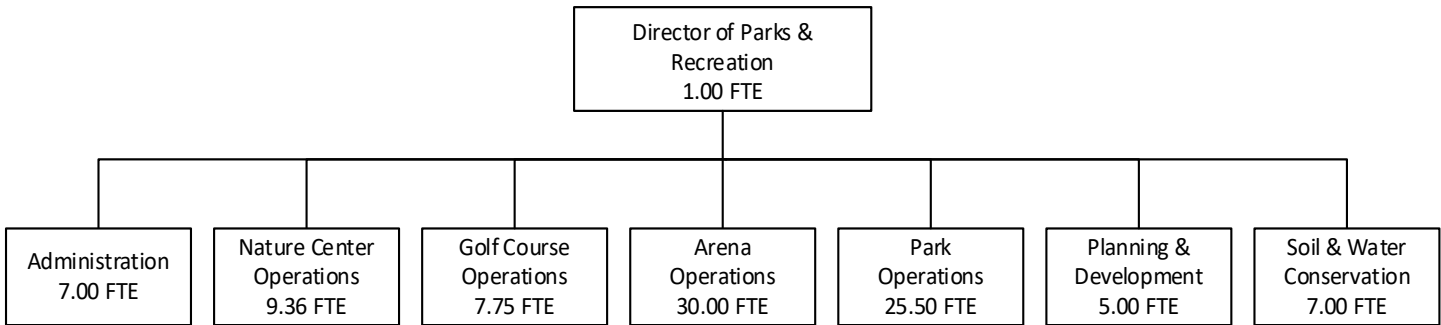 Director of Parks &
Recreation
1.00 FTE
Administration
7.00 FTE
Nature Center
Operations
9.36 FTE
Golf Course
Operations
7.75 FTE
Arena
Operations
30.00 FTE
Park
Operations
25.50 FTE
Planning &
Development
5.00 FTE
Soil & Water
Conservation
7.00 FTE